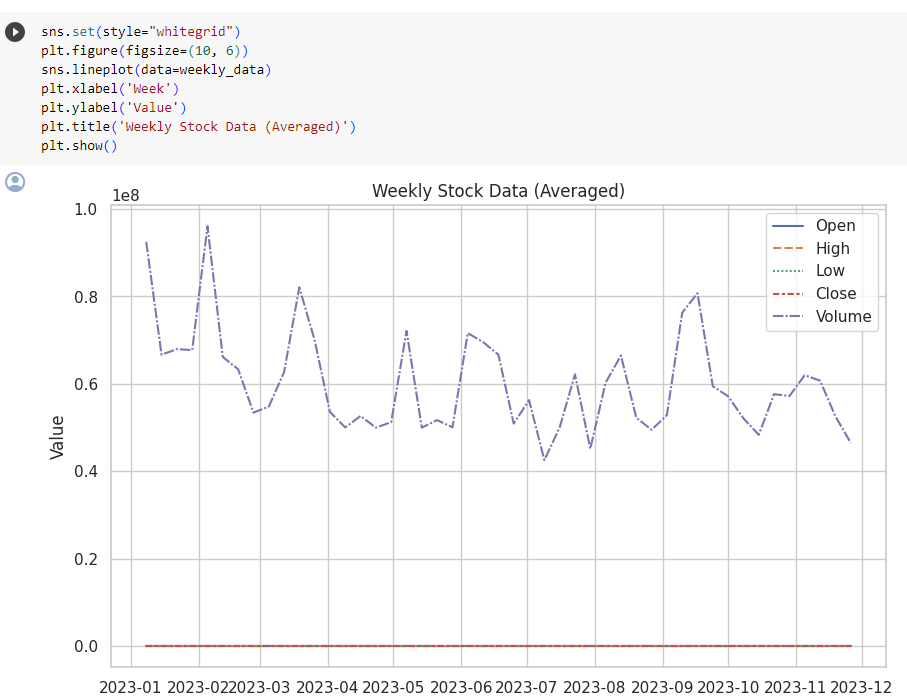 sns.set(style="whitegrid")
plt.figure(figsize=(10, 6))
sns.lineplot(data=weekly_data)
plt.xlabel('Week')
plt.ylabel('Value')
plt.title('Weekly Stock Data (Averaged)')
plt.show()
Weekly Stock Data (Averaged)
1e8
1.0
0.8
0.6
0.4
0.2
0.0
Value
Open
High
Low
Close
Volume
2023-01 2023-02 2023-03 2023-04 2023-05 2023-06 2023-07 2023-08 2023-09 2023-10 2023-11 2023-12